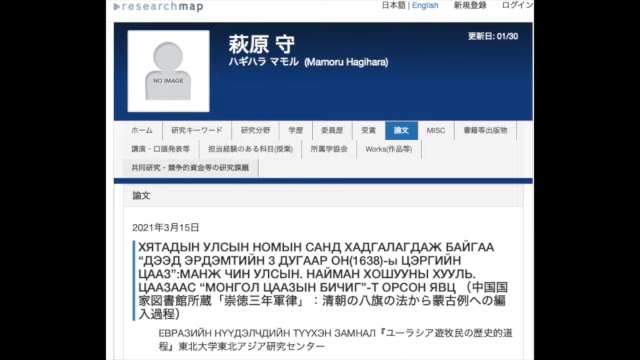 researchmap
日本語 | English 新規登録 ログイン
萩原 守
ハギハラ マモル (Mamoru Hagihara)
更新日: 01/30
NO IMAGE
ホーム 研究キーワード 研究分野 学歴 委員歴 受賞 論文 MISC 書籍等出版物
講演・口頭発表等 担当経験のある科目(授業) 所属学協会 Works(作品等)
共同研究・競争的資金等の研究課題
論文
2021年3月15日
ХЯТАДЫН УЛСЫН НОМЫН САНД ХАДГАЛАГДАЖ БАЙГАА
“ДЭЭД ЭРДЭМТИЙН 3 ДУГААР ОН(1638)-ы ЦЭРГИЙН
ЦААЗ”:МАНЖ ЧИН УЛСЫН. НАЙМАН ХОШУУНЫ ХУУЛЬ.
ЦААЗААС “МОНГОЛ ЦААЗЫН БИЧИГ”-Т ОРСОН ЯВЦ （中国国
家図書館所蔵「崇徳三年軍律」：清朝の八旗の法から蒙古例への編
入過程）
ЕВРАЗИЙН НҮҮДЭЛЧДИЙН ТҮҮХЭН ЗАМНАЛ『ユーラシア遊牧民の歴史的道
程』東北大学東北アジア研究センター